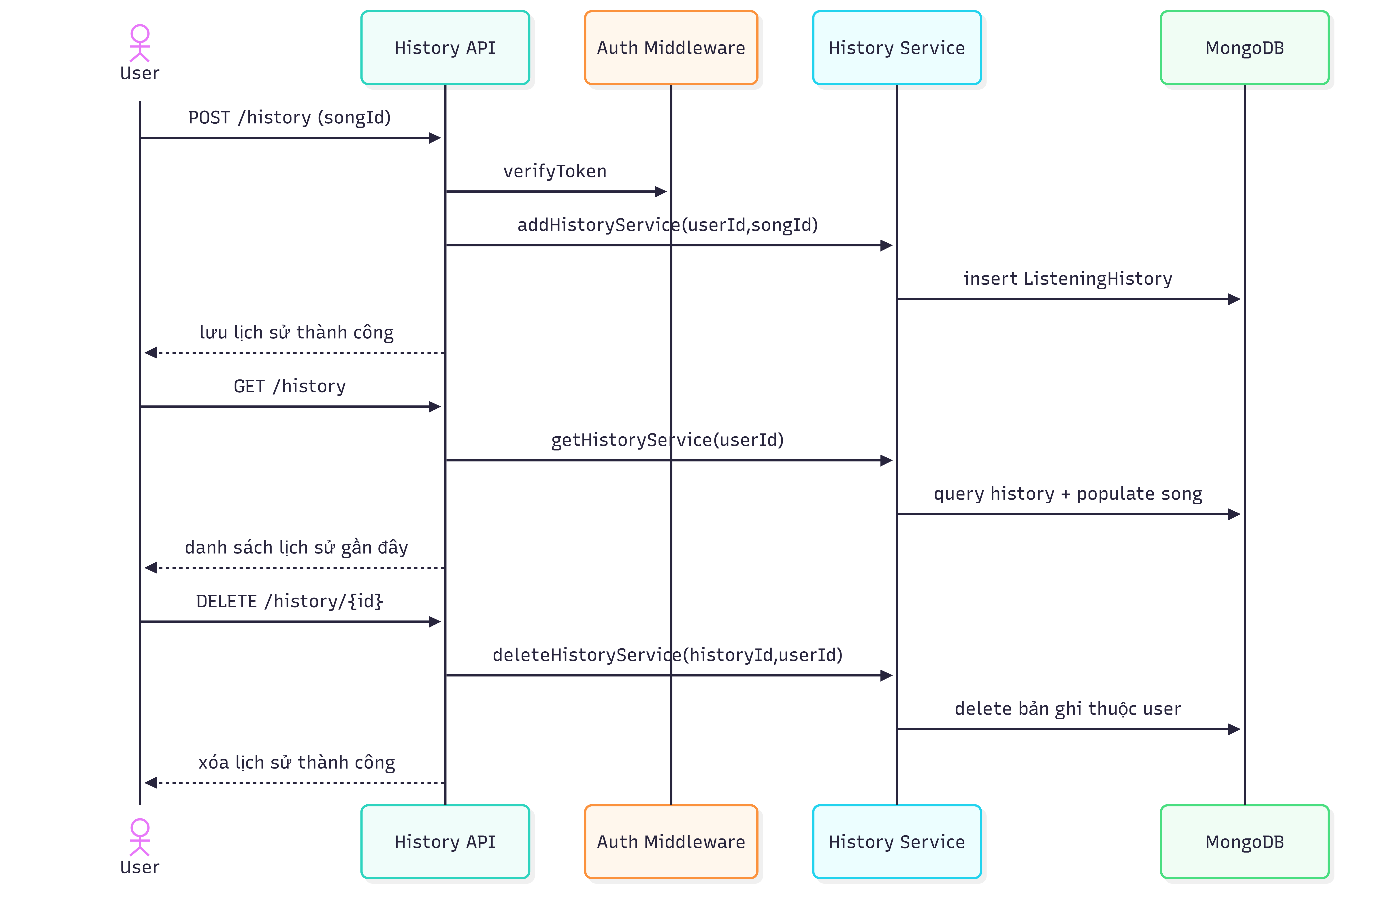 User
History API
Auth Middleware
History Service
MongoDB
POST /history (songId)
verifyToken
addHistoryService(userId,songId)
insert ListeningHistory
lưu lịch sử thành công
GET /history
getHistoryService(userId)
query history + populate song
danh sách lịch sử gần đây
DELETE /history/{id}
deleteHistoryService(historyId,userId)
delete bản ghi thuộc user
xóa lịch sử thành công
User
History API
Auth Middleware
History Service
MongoDB